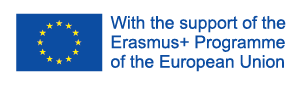 With the support of the
Erasmus+ Programme
of the European Union